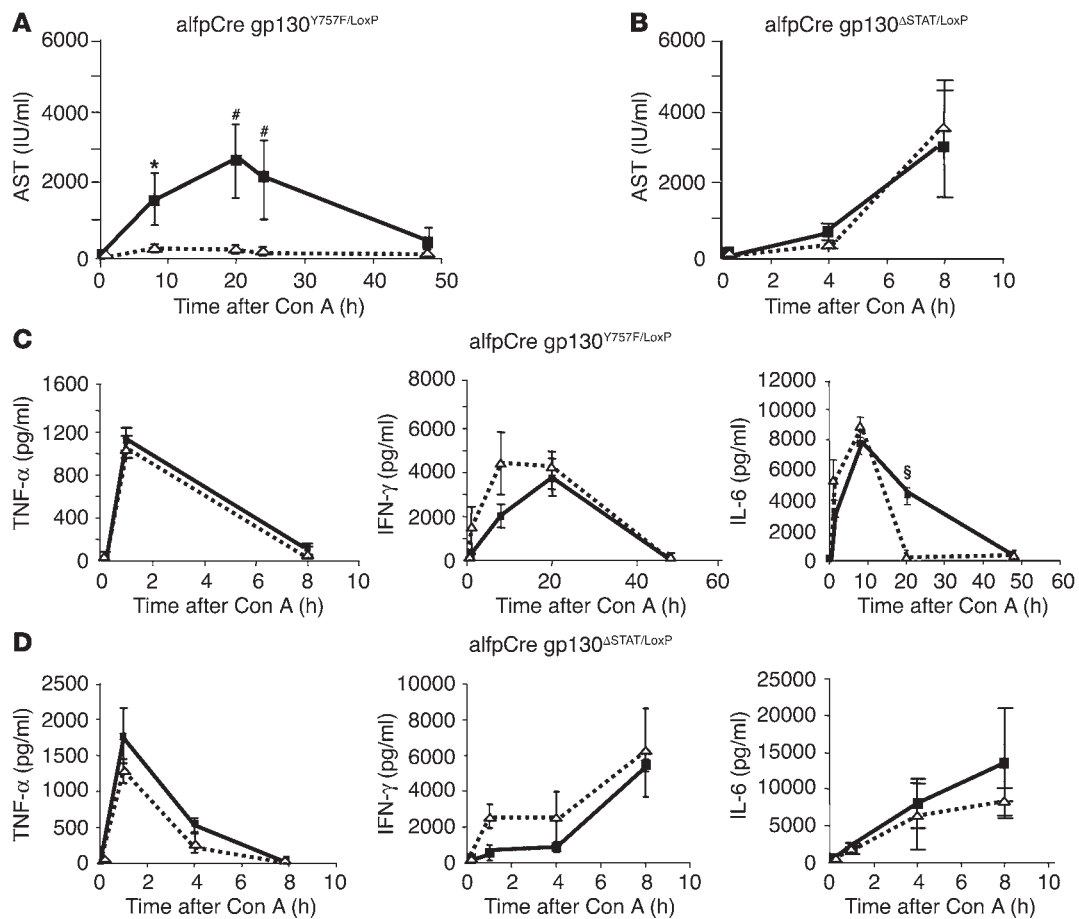 A
alfpCre gp130Y757F/LoxP
AST (IU/ml)
6000
4000
2000
0
*
#
#
0 10 20 30 40 50
Time after Con A (h)
B
alfpCre gp130ΔSTAT/LoxP
AST (IU/ml)
6000
4000
2000
0
0 2 4 6 8 10
Time after Con A (h)
C
alfpCre gp130Y757F/LoxP
TNF-α (pg/ml)
1600
1200
800
400
0
0 2 4 6 8 10
Time after Con A (h)
IFN-γ (pg/ml)
8000
6000
4000
2000
0
0 20 40 60
Time after Con A (h)
IL-6 (pg/ml)
12000
10000
8000
6000
4000
2000
0
§
0 10 20 30 40 50 60
Time after Con A (h)
D
alfpCre gp130ΔSTAT/LoxP
TNF-α (pg/ml)
2500
2000
1500
1000
500
0
0 2 4 6 8 10
Time after Con A (h)
IFN-γ (pg/ml)
10000
8000
6000
4000
2000
0
0 2 4 6 8 10
Time after Con A (h)
IL-6 (pg/ml)
25000
20000
15000
10000
5000
0
0 2 4 6 8 10
Time after Con A (h)